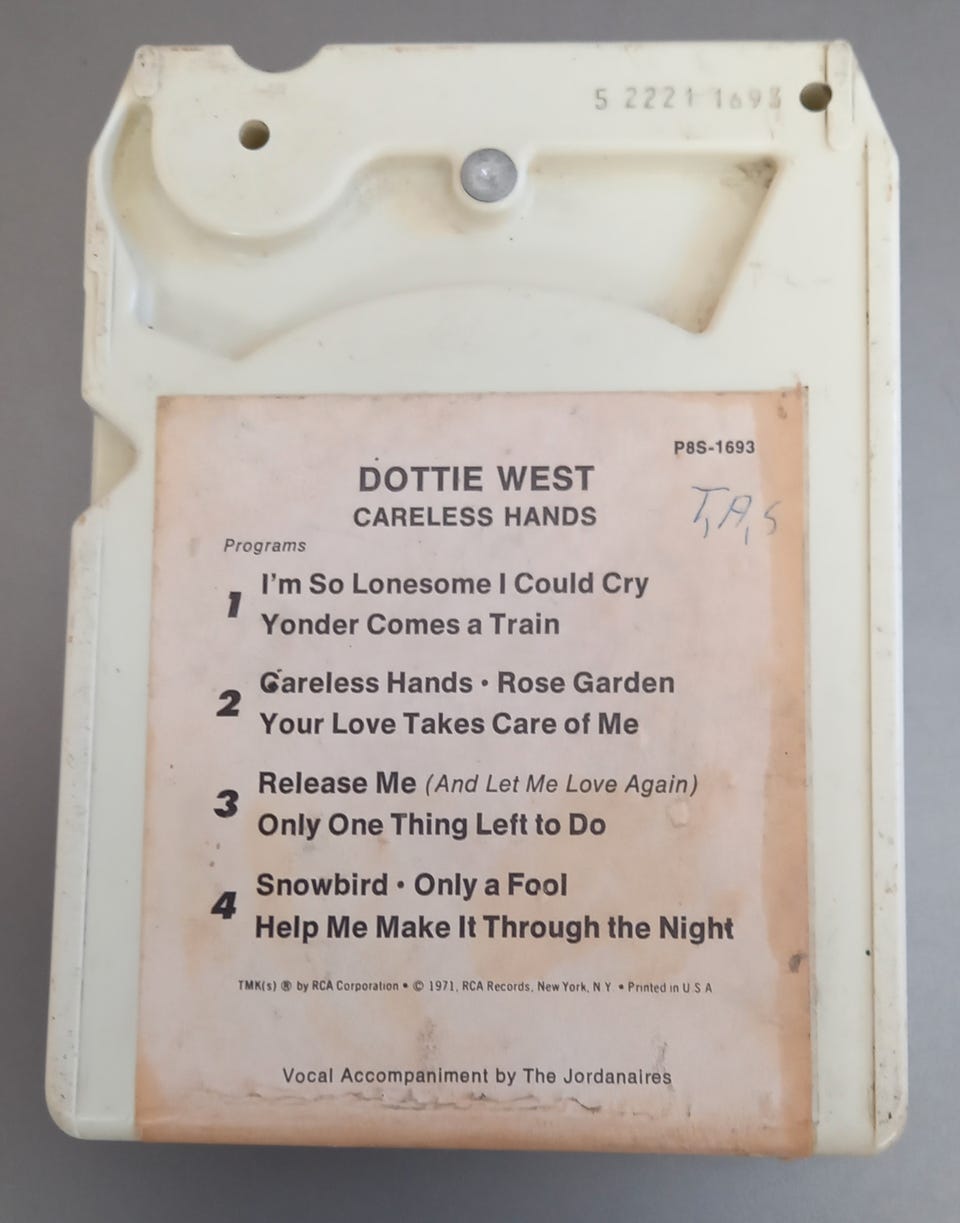 5 2221 1693
P8S-1693
DOTTIE WEST
T,A,S
CARELESS HANDS
Programs
1 I'm So Lonesome I Could Cry
Yonder Comes a Train
2 Careless Hands • Rose Garden
Your Love Takes Care of Me
3 Release Me (And Let Me Love Again)
Only One Thing Left to Do
4 Snowbird • Only a Fool
Help Me Make It Through the Night
TMK(s) ® by RCA Corporation • © 1971, RCA Records, New York, N Y • Printed in U S A
Vocal Accompaniment by The Jordanaires